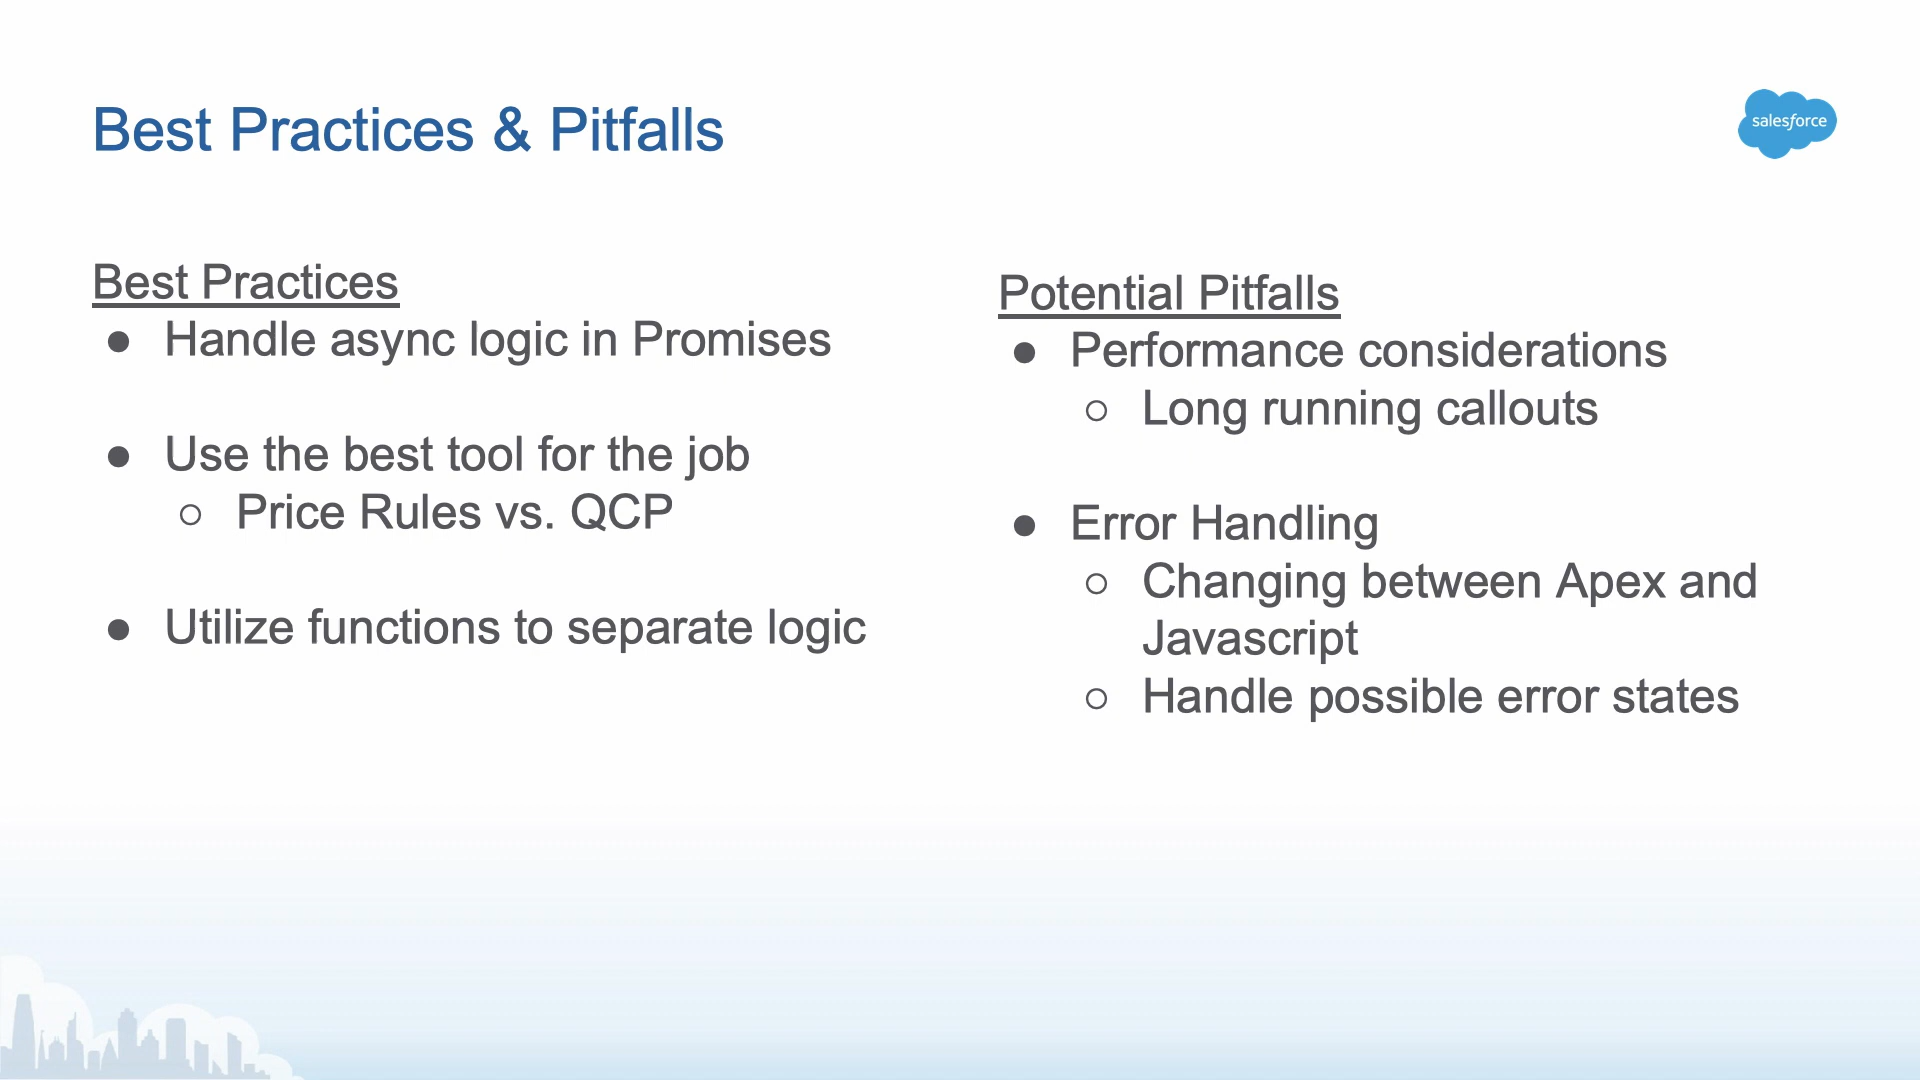 Best Practices & Pitfalls
salesforce
Best Practices
● Handle async logic in Promises
● Use the best tool for the job
○ Price Rules vs. QCP
● Utilize functions to separate logic
Potential Pitfalls
● Performance considerations
○ Long running callouts
● Error Handling
○ Changing between Apex and
Javascript
○ Handle possible error states